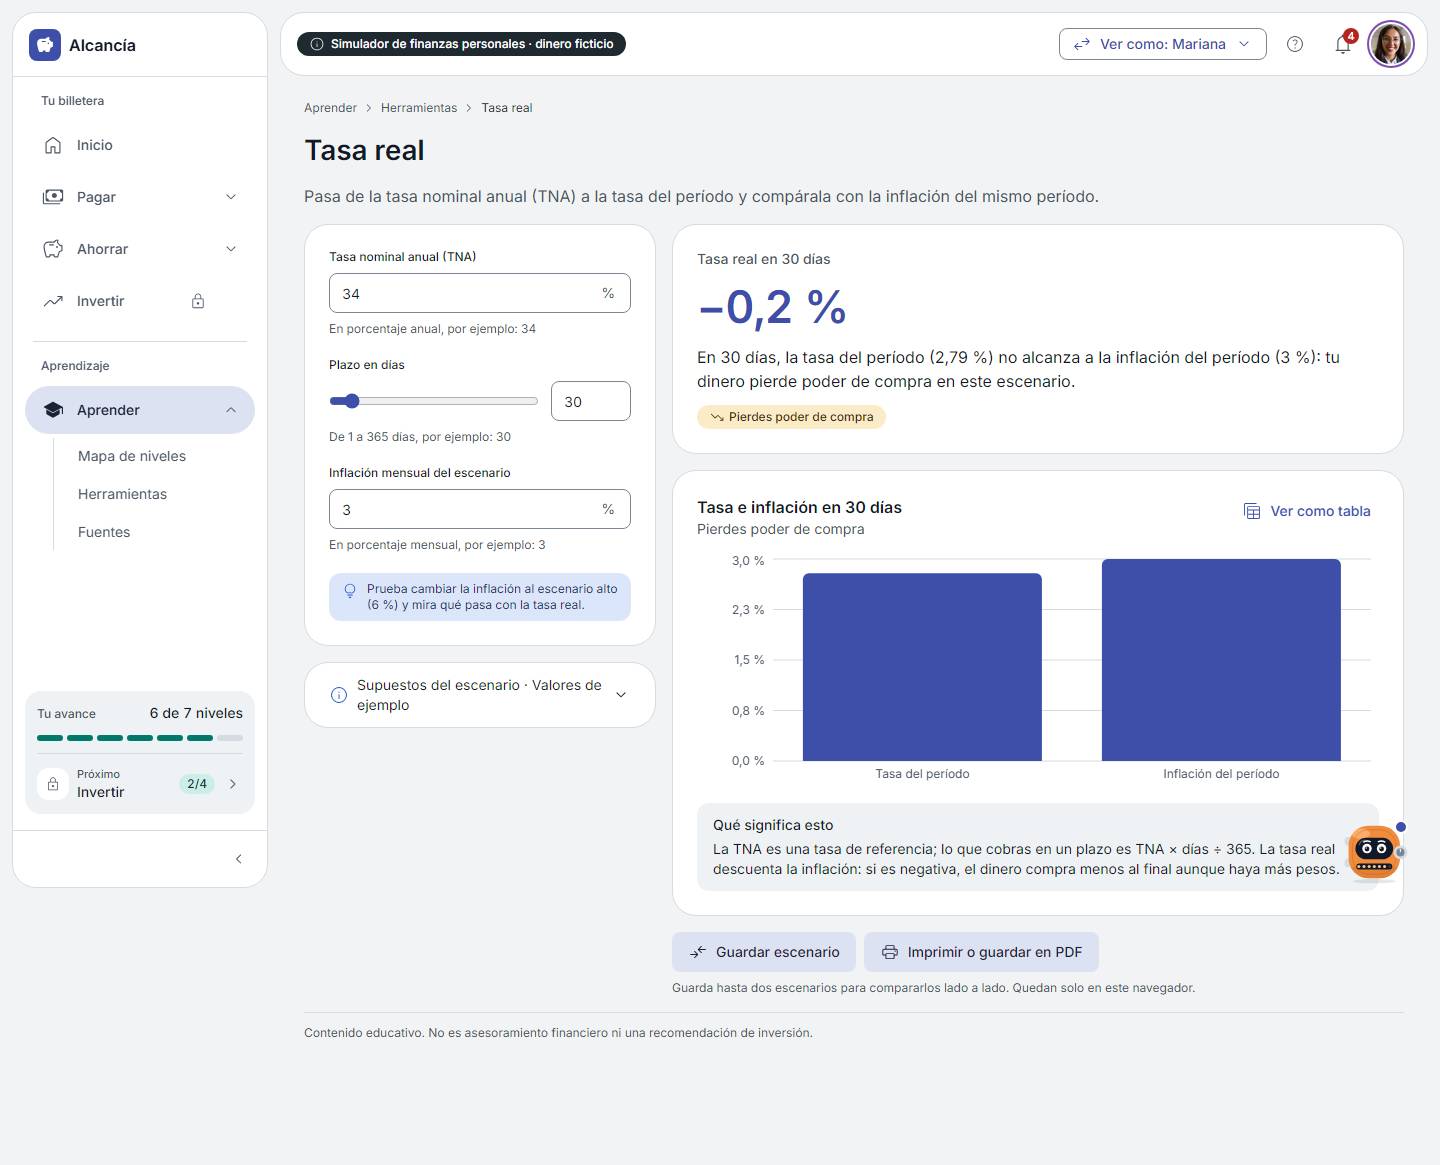 Alcancía
Tu billetera
Inicio
Pagar
Ahorrar
Invertir
Aprendizaje
Aprender
Mapa de niveles
Herramientas
Fuentes
Tu avance
6 de 7 niveles
Próximo
Invertir
2/4
Simulador de finanzas personales · dinero ficticio
Ver como: Mariana
4
Aprender > Herramientas > Tasa real
Tasa real
Pasa de la tasa nominal anual (TNA) a la tasa del período y compárala con la inflación del mismo período.
Tasa nominal anual (TNA)
34 %
En porcentaje anual, por ejemplo: 34
Plazo en días
30
De 1 a 365 días, por ejemplo: 30
Inflación mensual del escenario
3 %
En porcentaje mensual, por ejemplo: 3
Prueba cambiar la inflación al escenario alto
(6 %) y mira qué pasa con la tasa real.
Supuestos del escenario · Valores de
ejemplo
Tasa real en 30 días
−0,2 %
En 30 días, la tasa del período (2,79 %) no alcanza a la inflación del período (3 %): tu
dinero pierde poder de compra en este escenario.
Pierdes poder de compra
Tasa e inflación en 30 días
Pierdes poder de compra
Ver como tabla
3,0 %
2,3 %
1,5 %
0,8 %
0,0 %
Tasa del período
Inflación del período
Qué significa esto
La TNA es una tasa de referencia; lo que cobras en un plazo es TNA × días ÷ 365. La tasa real
descuenta la inflación: si es negativa, el dinero compra menos al final aunque haya más pesos.
Guardar escenario
Imprimir o guardar en PDF
Guarda hasta dos escenarios para compararlos lado a lado. Quedan solo en este navegador.
Contenido educativo. No es asesoramiento financiero ni una recomendación de inversión.